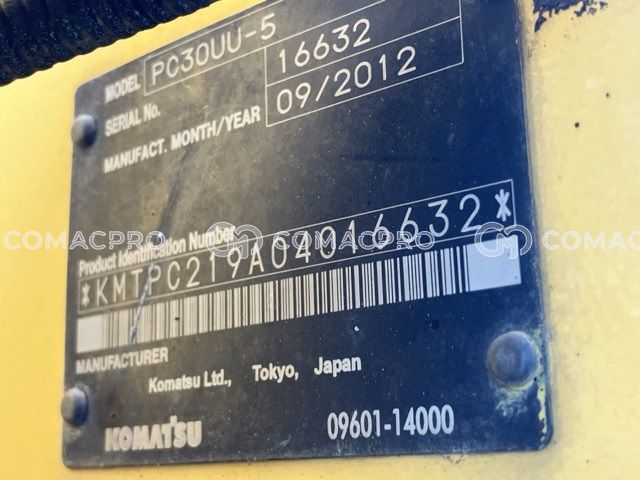 MODEL PC30UU-5
SERIAL No. 16632
MANUFACT. MONTH/YEAR 09/2012
Product Identification Number
*KMTPC219A04016632*
MANUFACTURER
Komatsu Ltd., Tokyo, Japan
KOMATSU 09601-14000
COMACPRO COMACPRO COMACPRO